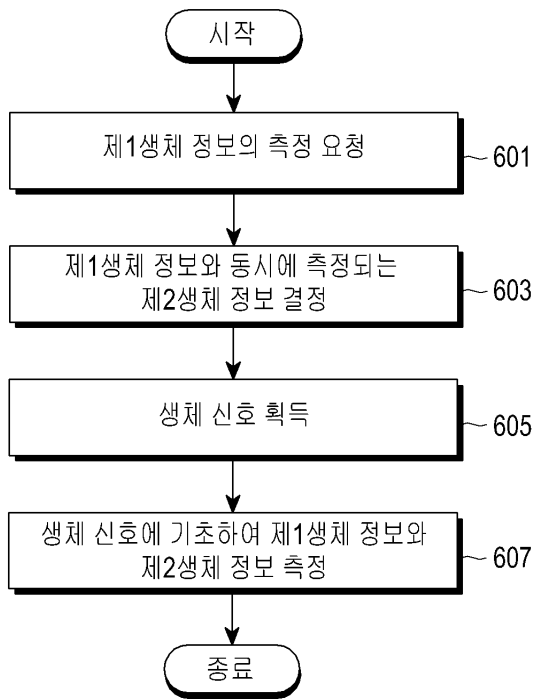 시작
제1생체 정보의 측정 요청
601
제1생체 정보와 동시에 측정되는
제2생체 정보 결정
603
생체 신호 획득
605
생체 신호에 기초하여 제1생체 정보와
제2생체 정보 측정
607
종료